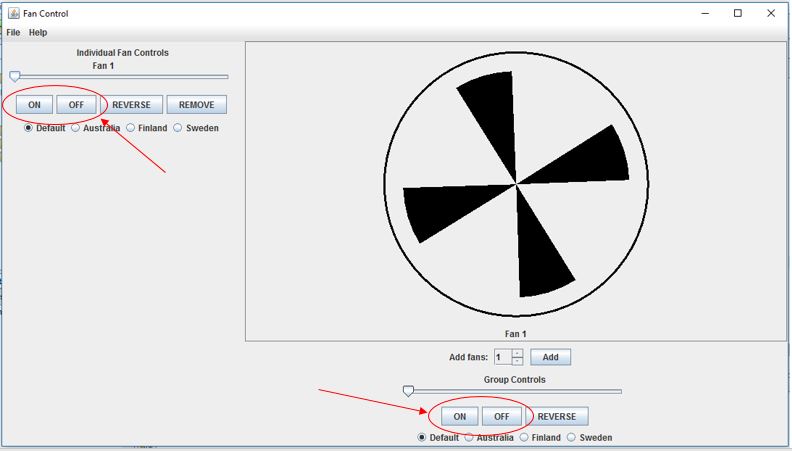 Fan Control
File Help
Individual Fan Controls
Fan 1
ON OFF REVERSE REMOVE
Default Australia Finland Sweden
Fan 1
Add fans: 1 Add
Group Controls
ON OFF REVERSE
Default Australia Finland Sweden